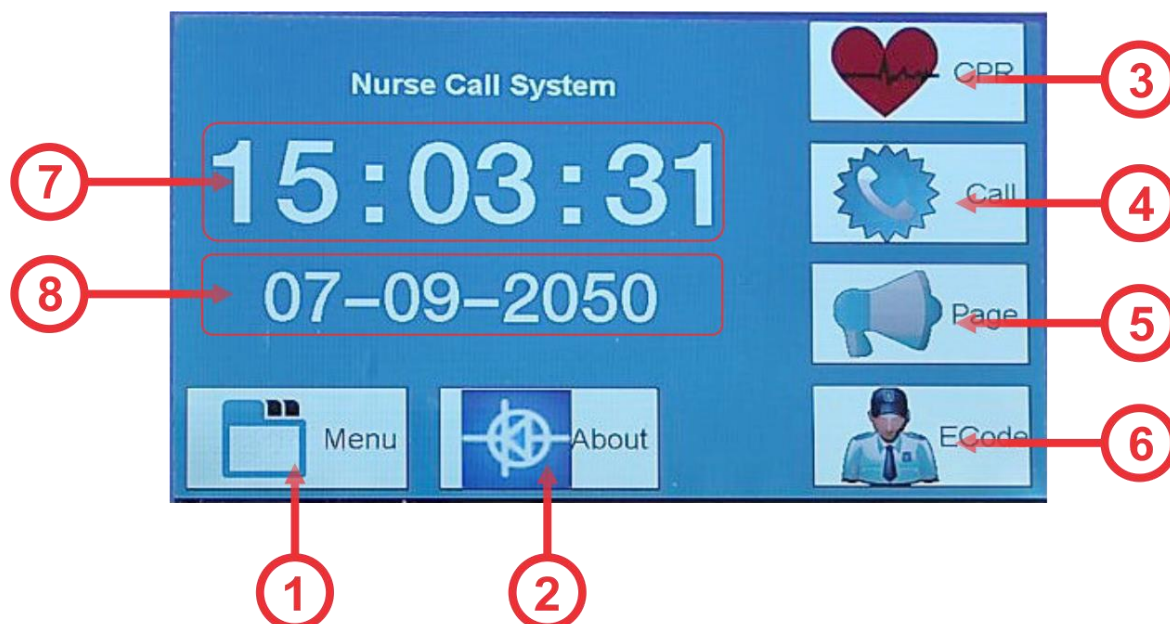 Nurse Call System
CPR
3
7
15:03:31
Call
4
8
07-09-2050
Page
5
Menu
About
ECode
6
1
2